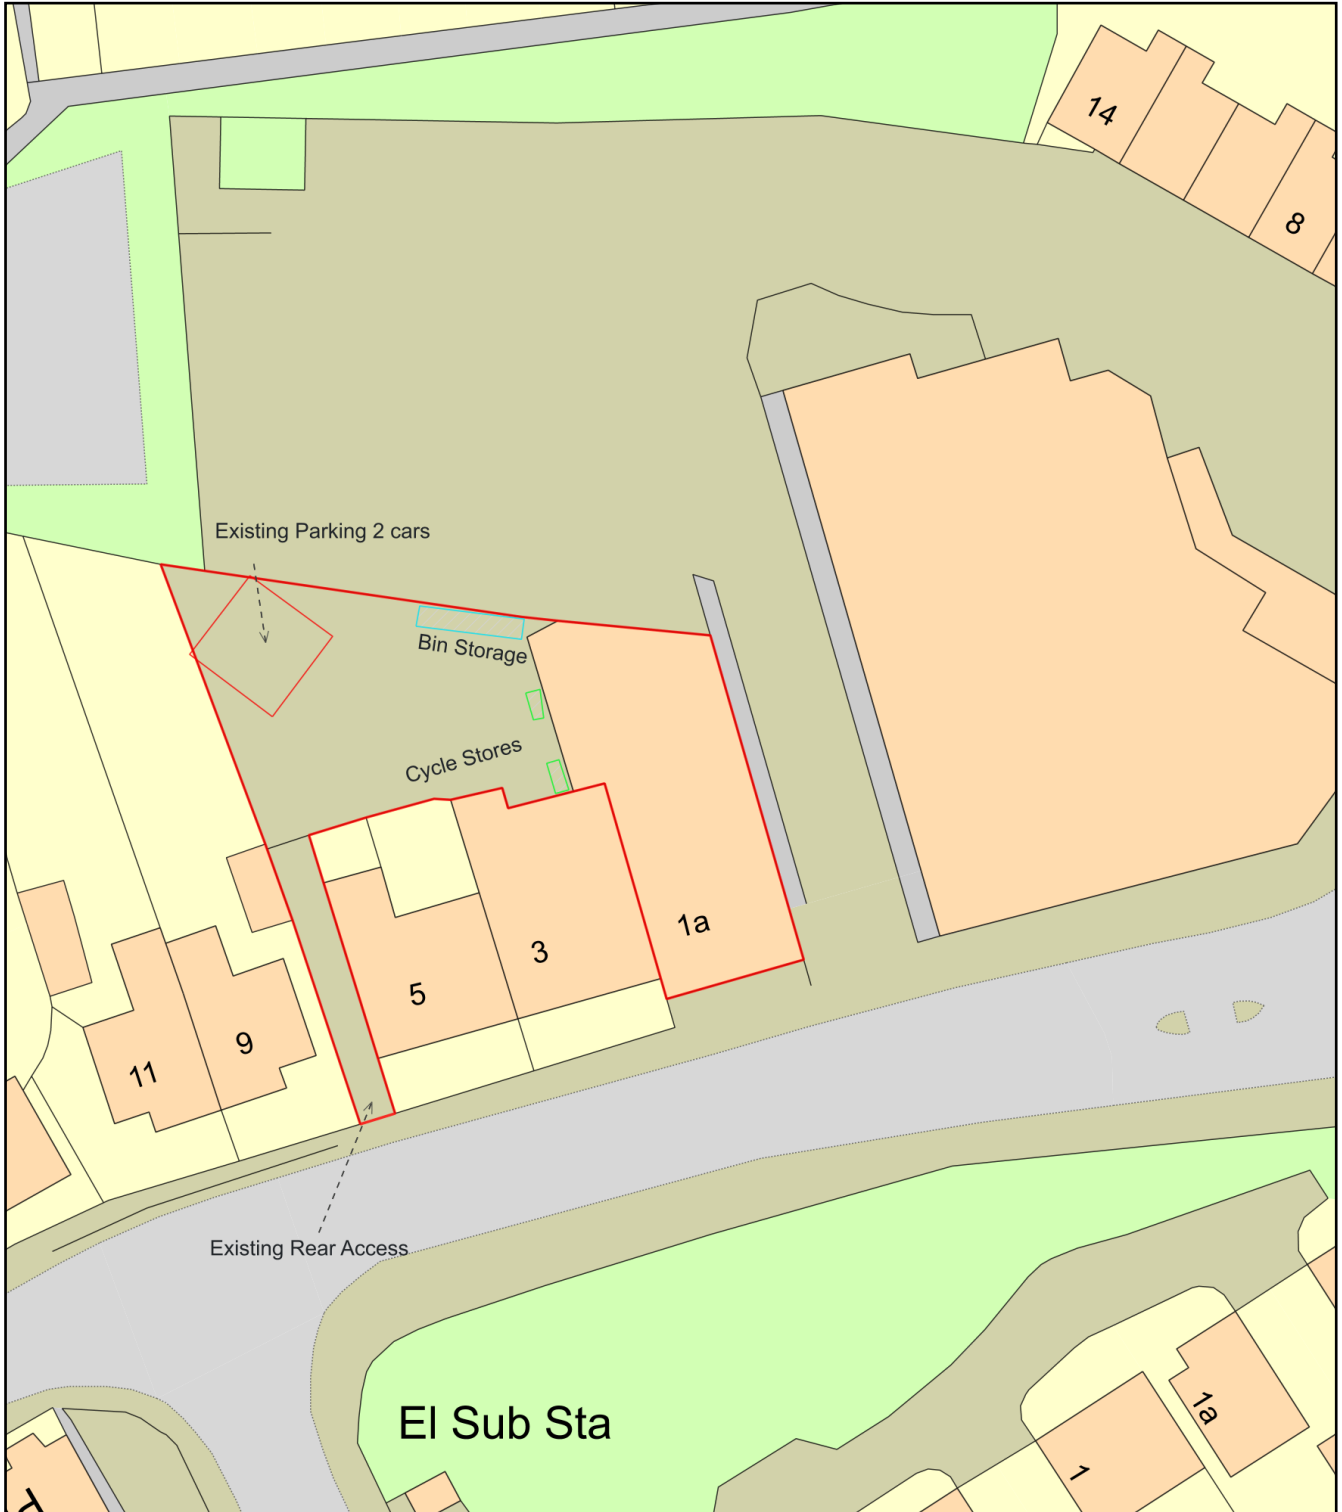 14
8
Existing Parking 2 cars
Bin Storage
Cycle Stores
1a
3
5
9
11
Existing Rear Access
El Sub Sta
1a
1